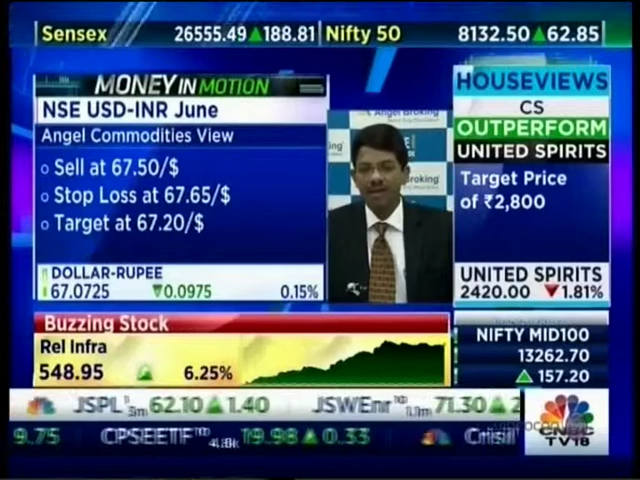 Sensex 26555.49 ▲ 188.81 Nifty 50 8132.50 ▲ 62.85
MONEY IN MOTION
NSE USD-INR June
Angel Commodities View
Sell at 67.50/$
Stop Loss at 67.65/$
Target at 67.20/$
DOLLAR-RUPEE
67.0725 ▼0.0975 0.15%
Angel Broking
HOUSEVIEWS
CS
OUTPERFORM
UNITED SPIRITS
Target Price
of ₹2,800
UNITED SPIRITS
2420.00 ▼ 1.81%
Buzzing Stock
Rel Infra
548.95 ▲ 6.25%
NIFTY MID100
13262.70
▲ 157.20
JSPL 62.10 ▲ 1.40 JSWEnr 1.1m 71.30 ▲
9.75 CPSEETF 19.98 ▲ 0.33 Crisil
CNBC
TV18